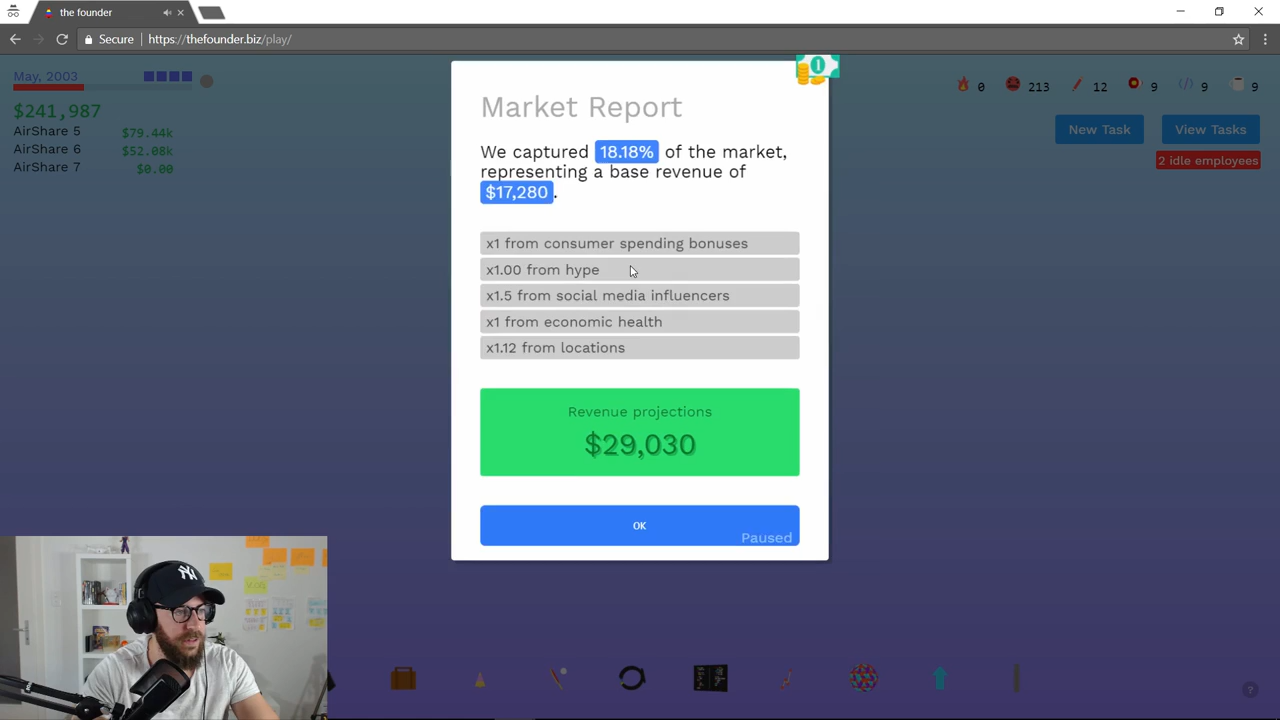 the founder
Secure
https://thefounder.biz/play/
May, 2003
$241,987
AirShare 5 $79.44k
AirShare 6 $52.08k
AirShare 7 $0.00
0 213 12 9 9 9
New Task
View Tasks
2 idle employees
Market Report
We captured 18.18% of the market,
representing a base revenue of
$17,280.
x1 from consumer spending bonuses
x1.00 from hype
x1.5 from social media influencers
x1 from economic health
x1.12 from locations
Revenue projections
$29,030
OK
Paused
?